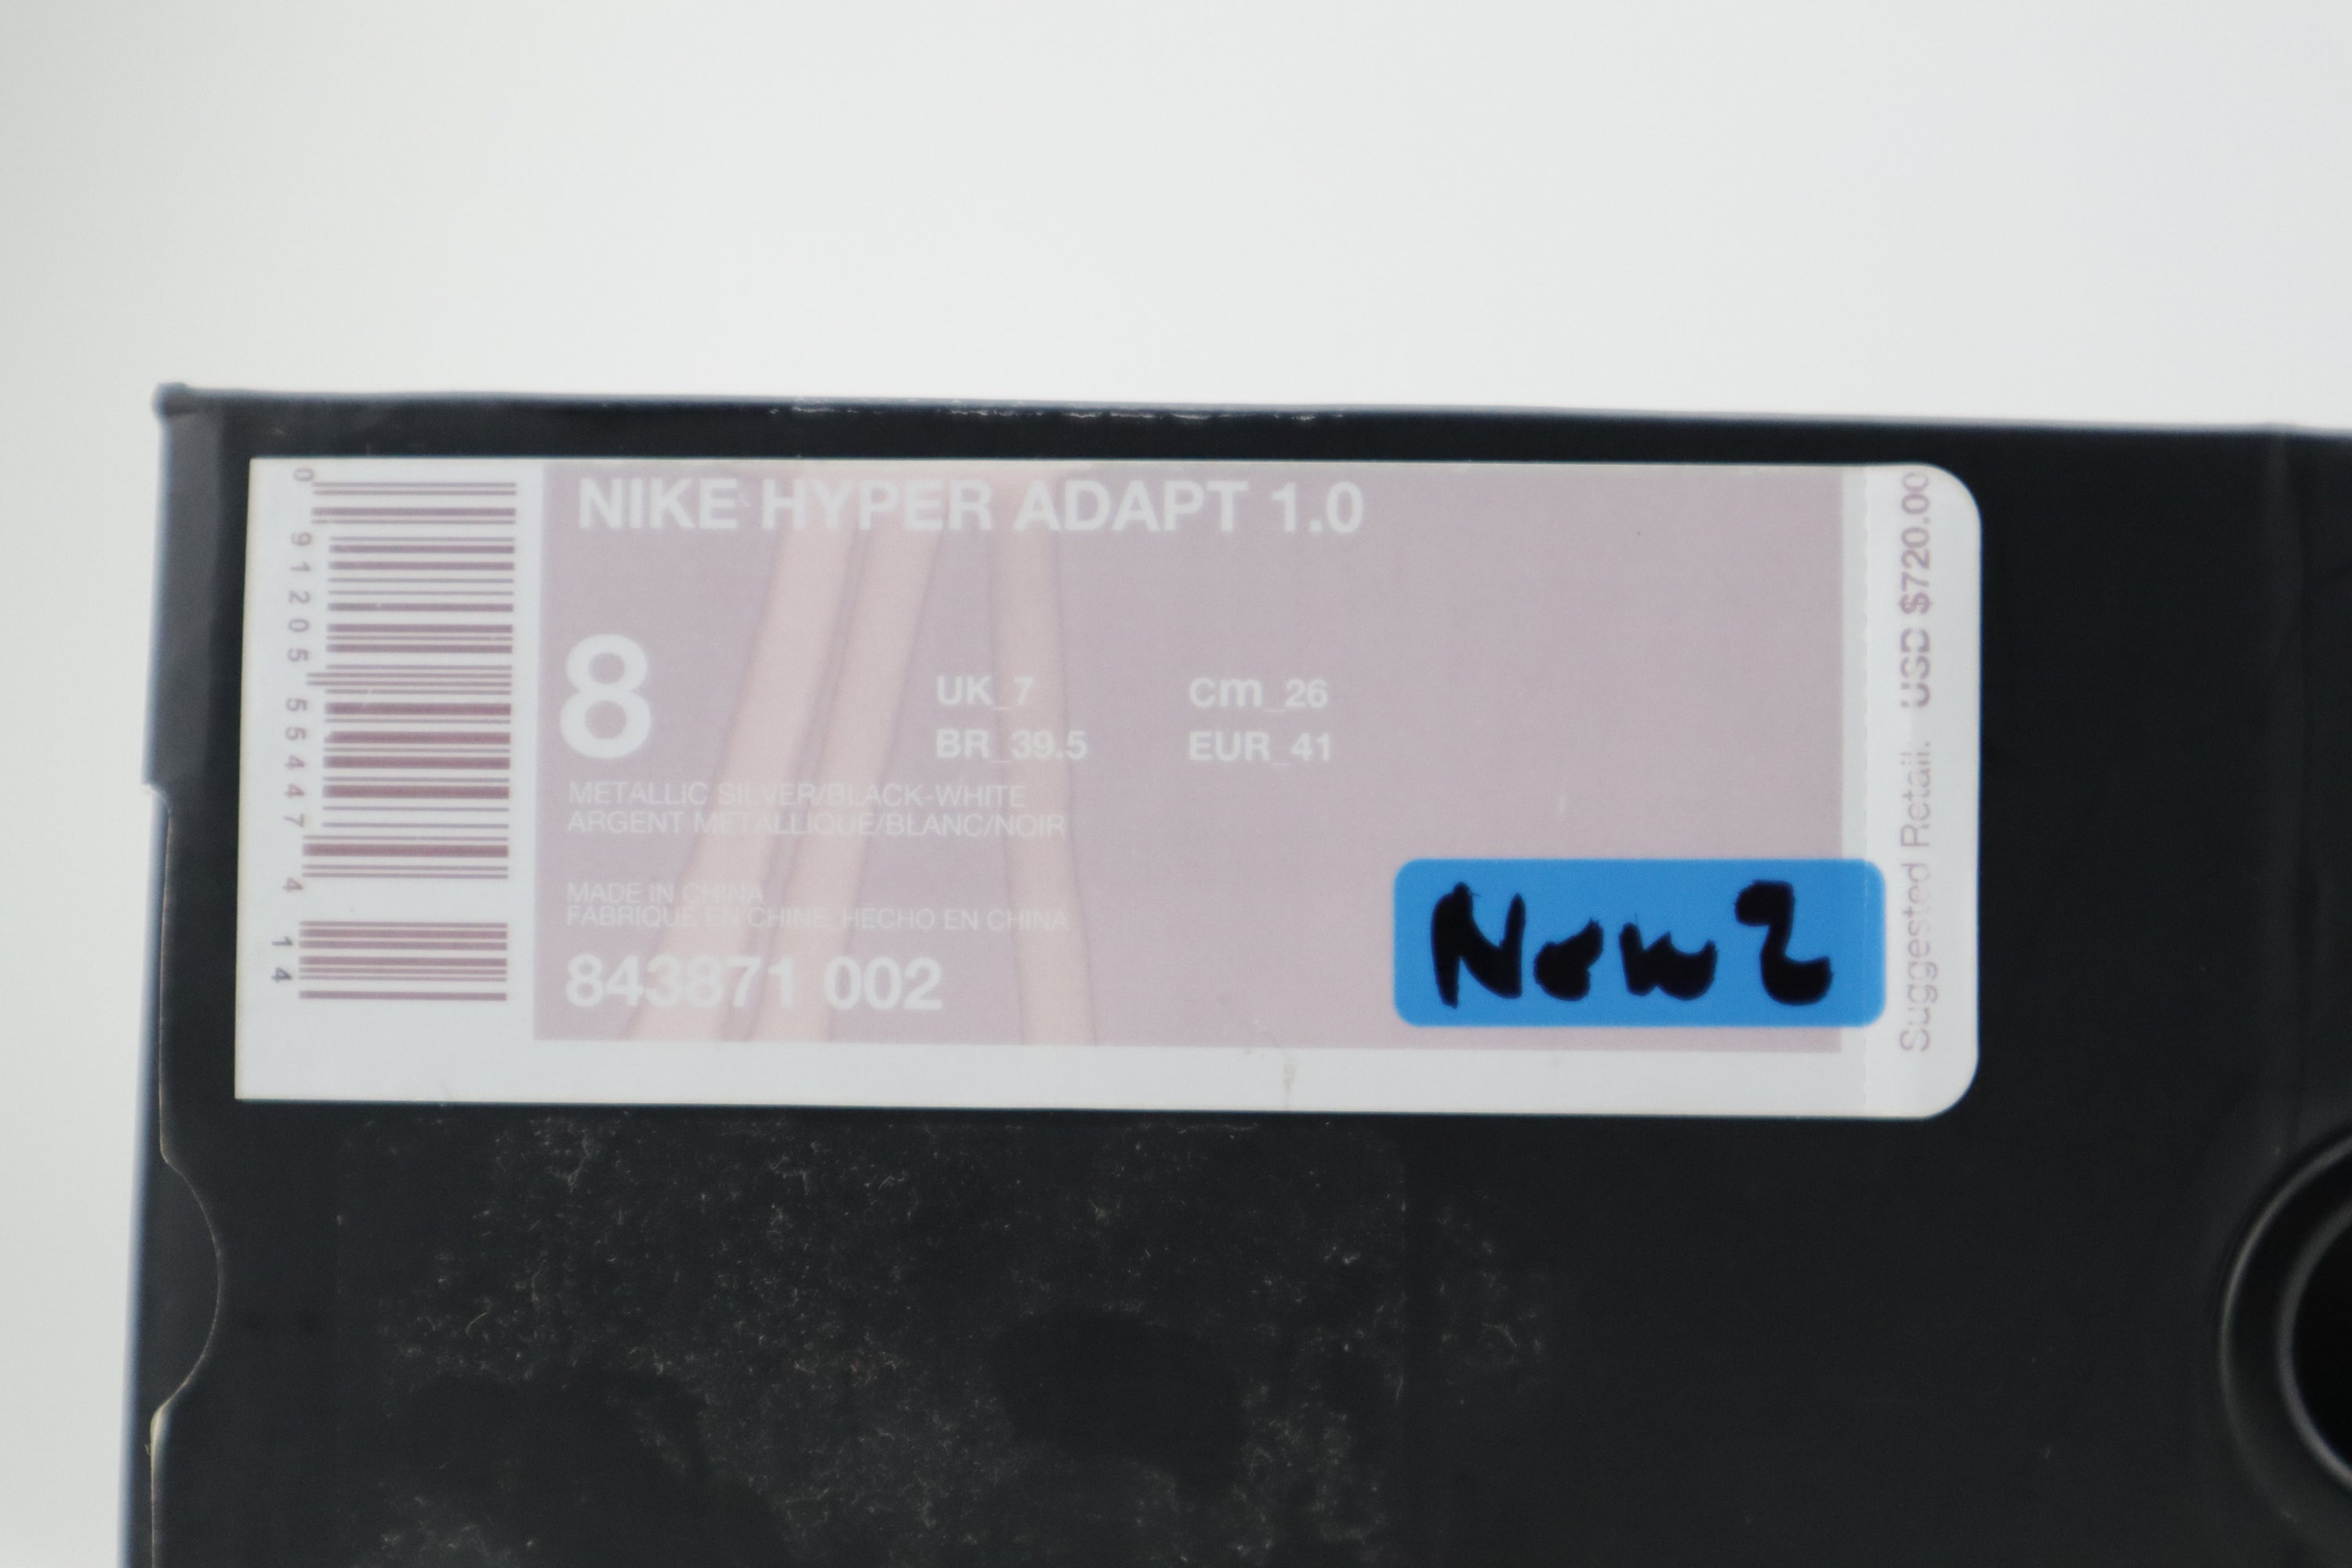 NIKE HYPER ADAPT 1.0
8
UK_7
cm_26
BR_39.5
EUR_41
METALLIC SILVER/BLACK-WHITE
ARGENT METALLIQUE/BLANC/NOIR
MADE IN CHINA
FABRIQUE EN CHINE HECHO EN CHINA
843871 002
0 91205 55447 4 14
New 2
Suggested Retail. USD $720.00